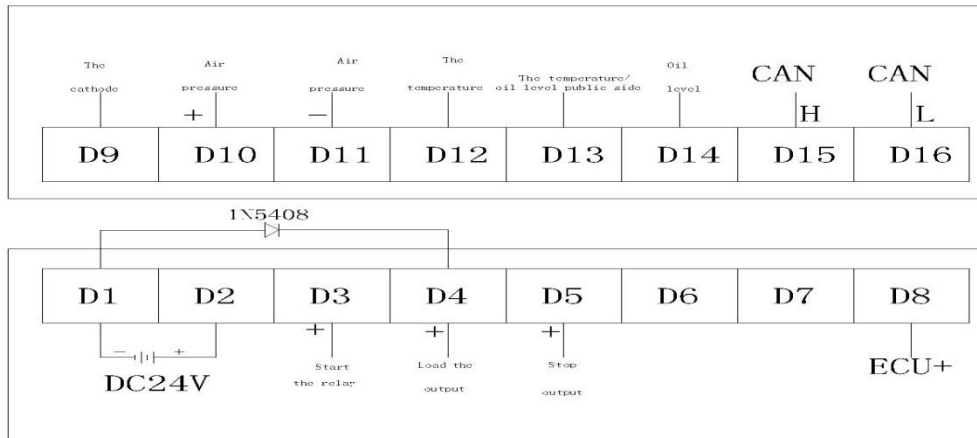 The cathode
Air pressure
Air pressure
The temperature
The temperature/ oil level public side
Oil level
CAN
CAN
+
−
H
L
D9 D10 D11 D12 D13 D14 D15 D16
1N5408
D1 D2 D3 D4 D5 D6 D7 D8
− +
DC24V
+
Start the relay
+
Load the output
+
Stop output
ECU+